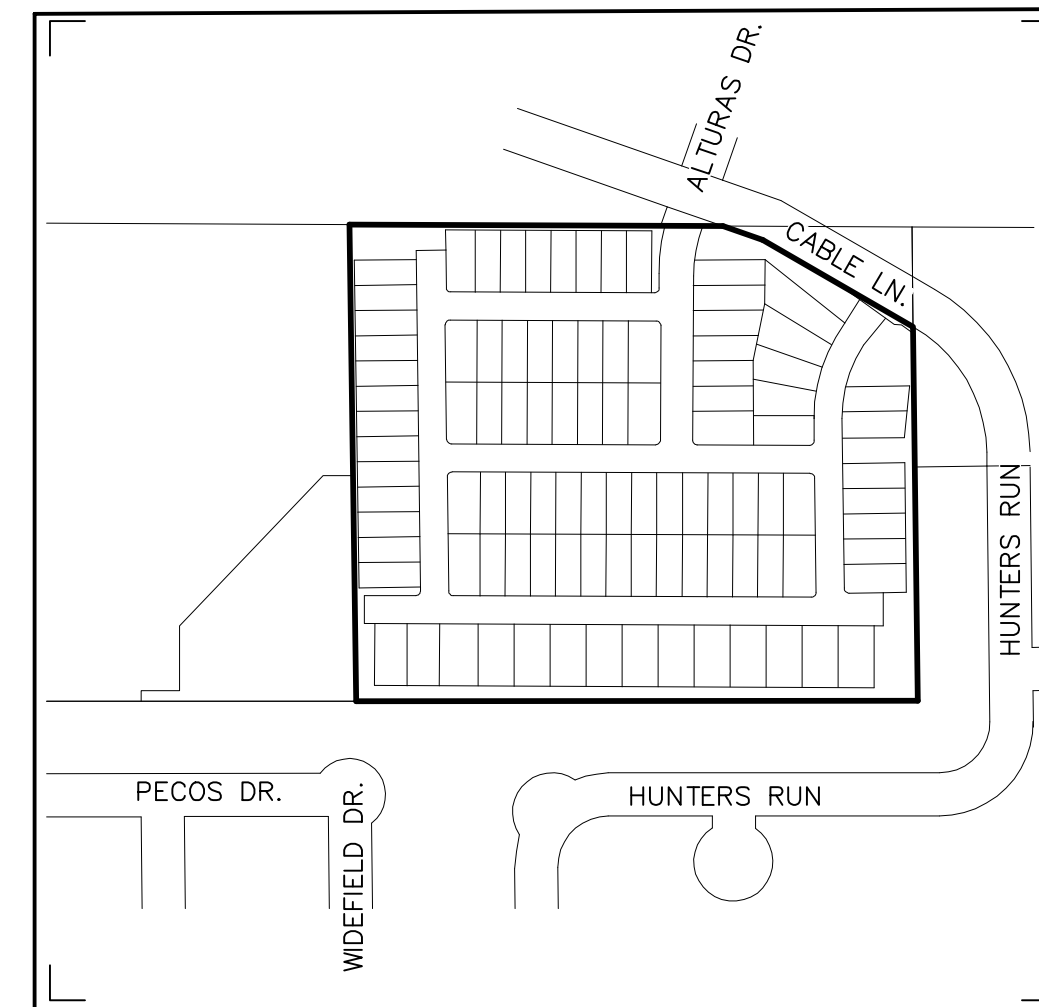 ALTURAS DR.
CABLE LN.
HUNTERS RUN
PECOS DR.
WIDEFIELD DR.
HUNTERS RUN